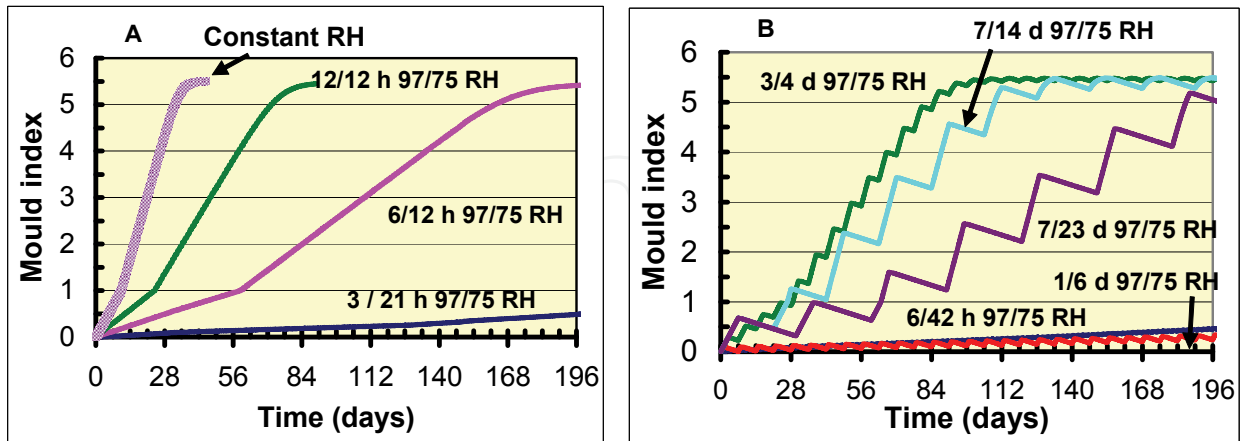 A
Constant RH
12/12 h 97/75 RH
6/12 h 97/75 RH
3 / 21 h 97/75 RH
Mould index
6
5
4
3
2
1
0
0 28 56 84 112 140 168 196
Time (days)
B
7/14 d 97/75 RH
3/4 d 97/75 RH
7/23 d 97/75 RH
1/6 d 97/75 RH
6/42 h 97/75 RH
Mould index
6
5
4
3
2
1
0
0 28 56 84 112 140 168 196
Time (days)